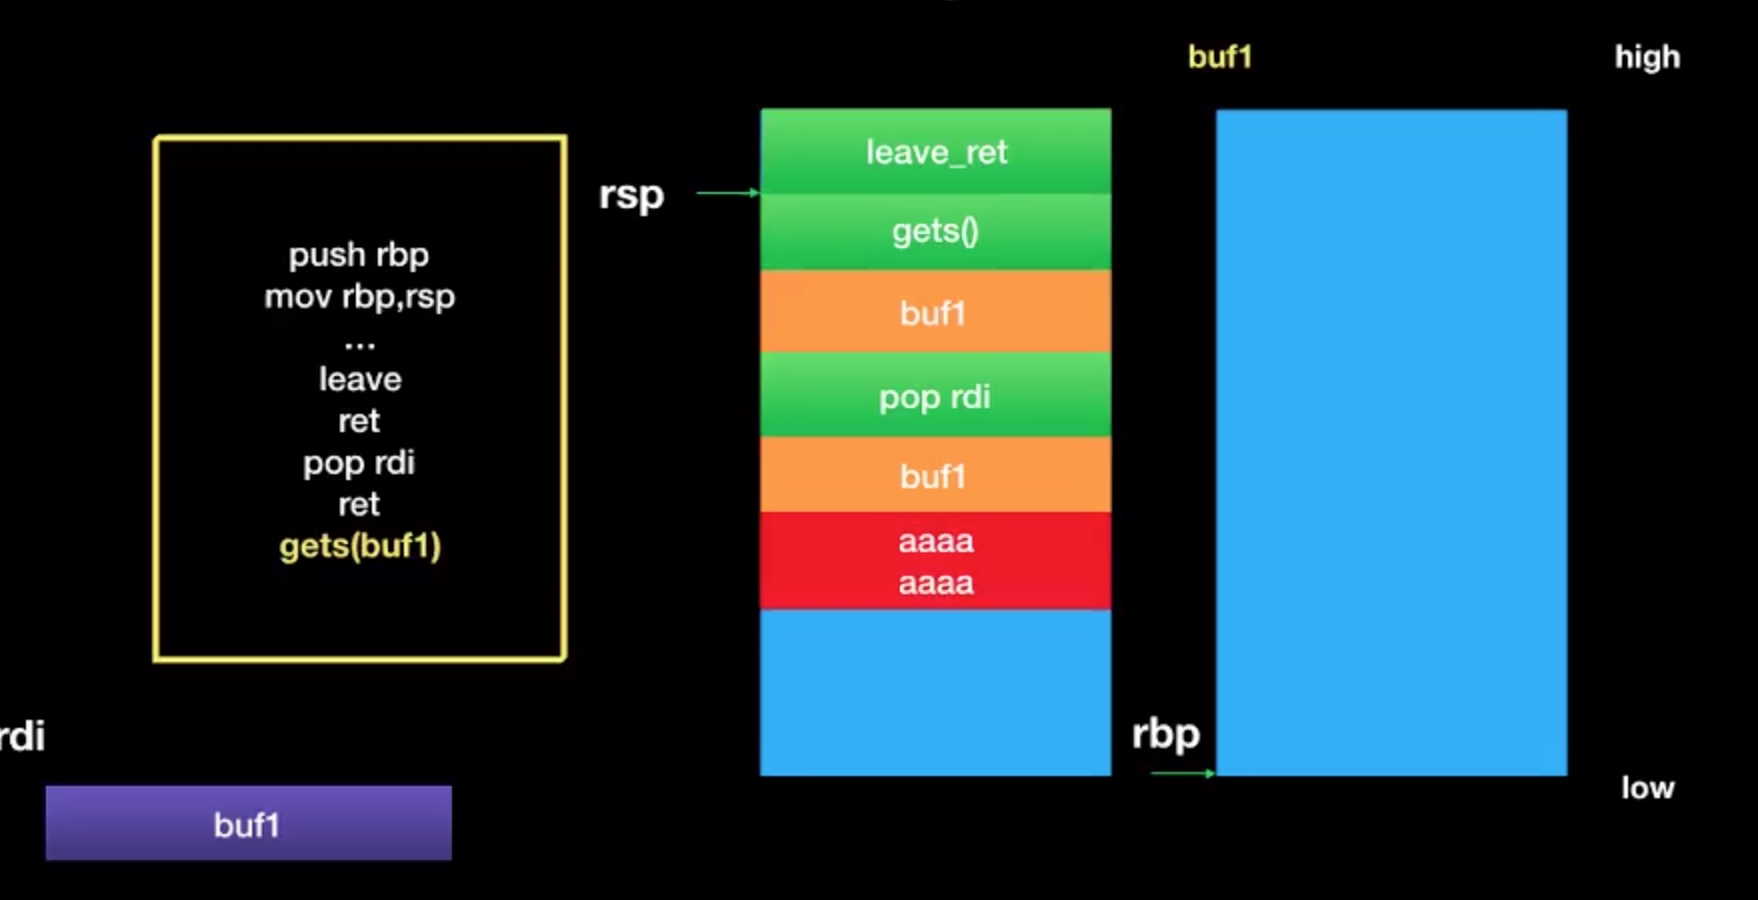 buf1
high
push rbp
mov rbp,rsp
...
leave
ret
pop rdi
ret
gets(buf1)
rsp
leave_ret
gets()
buf1
pop rdi
buf1
aaaa
aaaa
rbp
low
rdi
buf1